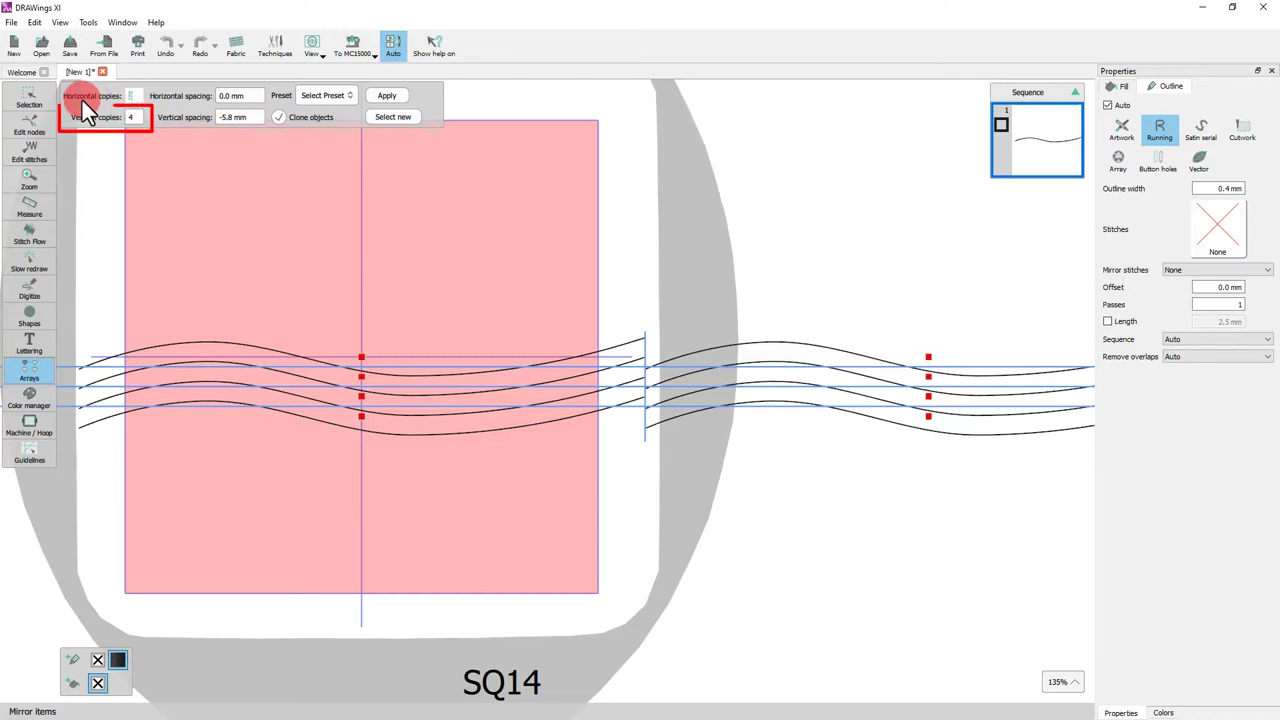 DRAWings XI
File Edit View Tools Window Help
New Open Save From File Print Undo Redo Fabric Techniques View To MC15000 Auto Show help on
Welcome [New 1]*
Horizontal copies: Horizontal spacing: 0.0 mm Preset Select Preset Apply
copies: 4 Vertical spacing: -5.8 mm Clone objects Select new
Selection
Edit nodes
Edit stitches
Zoom
Measure
Stitch Flow
Slow redraw
Digitize
Shapes
Lettering
Arrays
Color manager
Machine / Hoop
Guidelines
Sequence
1
Properties
Fill Outline
Auto
Artwork Running Satin serial Cutwork
Array Button holes Vector
Outline width 0.4 mm
Stitches
None
Mirror stitches None
Offset 0.0 mm
Passes 1
Length 2.5 mm
Sequence Auto
Remove overlaps Auto
SQ14
135%
Mirror items
Properties Colors